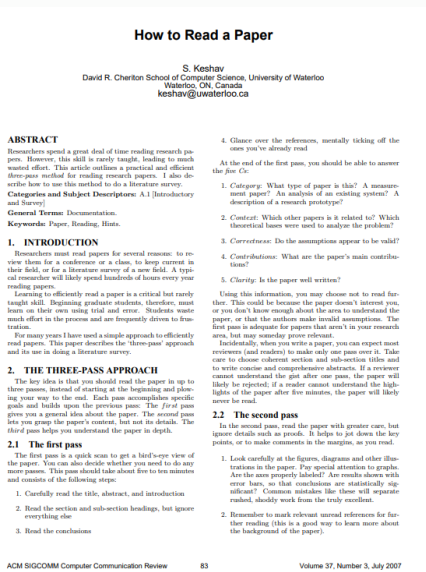 How to Read a Paper
S. Keshav
David R. Cheriton School of Computer Science, University of Waterloo
Waterloo, ON, Canada
keshav@uwaterloo.ca
ABSTRACT
Researchers spend a great deal of time reading research pa-
pers. However, this skill is rarely taught, leading to much
wasted effort. This article outlines a practical and efficient
three-pass method for reading research papers. I also de-
scribe how to use this method to do a literature survey.
Categories and Subject Descriptors: A.1 [Introductory
and Survey]
General Terms: Documentation.
Keywords: Paper, Reading, Hints.
1. INTRODUCTION
Researchers must read papers for several reasons: to re-
view them for a conference or a class, to keep current in
their field, or for a literature survey of a new field. A typi-
cal researcher will likely spend hundreds of hours every year
reading papers.
Learning to efficiently read a paper is a critical but rarely
taught skill. Beginning graduate students, therefore, must
learn on their own using trial and error. Students waste
much effort in the process and are frequently driven to frus-
tration.
For many years I have used a simple approach to efficiently
read papers. This paper describes the 'three-pass' approach
and its use in doing a literature survey.
2. THE THREE-PASS APPROACH
The key idea is that you should read the paper in up to
three passes, instead of starting at the beginning and plow-
ing your way to the end. Each pass accomplishes specific
goals and builds upon the previous pass: The first pass
gives you a general idea about the paper. The second pass
lets you grasp the paper's content, but not its details. The
third pass helps you understand the paper in depth.
2.1 The first pass
The first pass is a quick scan to get a bird's-eye view of
the paper. You can also decide whether you need to do any
more passes. This pass should take about five to ten minutes
and consists of the following steps:
1. Carefully read the title, abstract, and introduction
2. Read the section and sub-section headings, but ignore
everything else
3. Read the conclusions
4. Glance over the references, mentally ticking off the
ones you've already read
At the end of the first pass, you should be able to answer
the five Cs:
1. Category: What type of paper is this? A measure-
ment paper? An analysis of an existing system? A
description of a research prototype?
2. Context: Which other papers is it related to? Which
theoretical bases were used to analyze the problem?
3. Correctness: Do the assumptions appear to be valid?
4. Contributions: What are the paper's main contribu-
tions?
5. Clarity: Is the paper well written?
Using this information, you may choose not to read fur-
ther. This could be because the paper doesn't interest you,
or you don't know enough about the area to understand the
paper, or that the authors make invalid assumptions. The
first pass is adequate for papers that aren't in your research
area, but may someday prove relevant.
Incidentally, when you write a paper, you can expect most
reviewers (and readers) to make only one pass over it. Take
care to choose coherent section and sub-section titles and
to write concise and comprehensive abstracts. If a reviewer
cannot understand the gist after one pass, the paper will
likely be rejected; if a reader cannot understand the high-
lights of the paper after five minutes, the paper will likely
never be read.
2.2 The second pass
In the second pass, read the paper with greater care, but
ignore details such as proofs. It helps to jot down the key
points, or to make comments in the margins, as you read.
1. Look carefully at the figures, diagrams and other illus-
trations in the paper. Pay special attention to graphs.
Are the axes properly labeled? Are results shown with
error bars, so that conclusions are statistically sig-
nificant? Common mistakes like these will separate
rushed, shoddy work from the truly excellent.
2. Remember to mark relevant unread references for fur-
ther reading (this is a good way to learn more about
the background of the paper).
ACM SIGCOMM Computer Communication Review
83
Volume 37, Number 3, July 2007